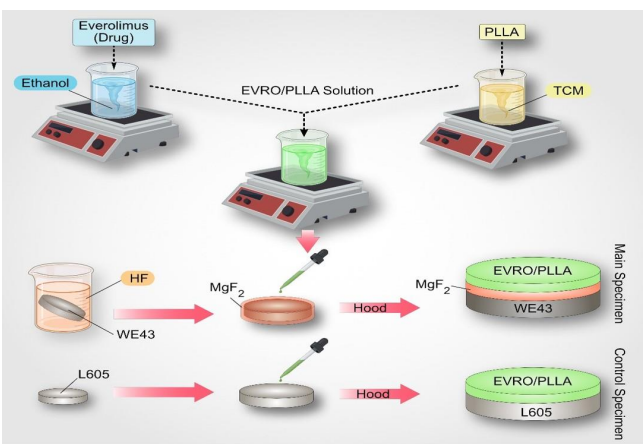 Everolimus
(Drug)
PLLA
Ethanol
EVRO/PLLA Solution
TCM
HF
WE43
MgF₂
Hood
EVRO/PLLA
MgF₂
WE43
Main Specimen
L605
Hood
EVRO/PLLA
L605
Control Specimen